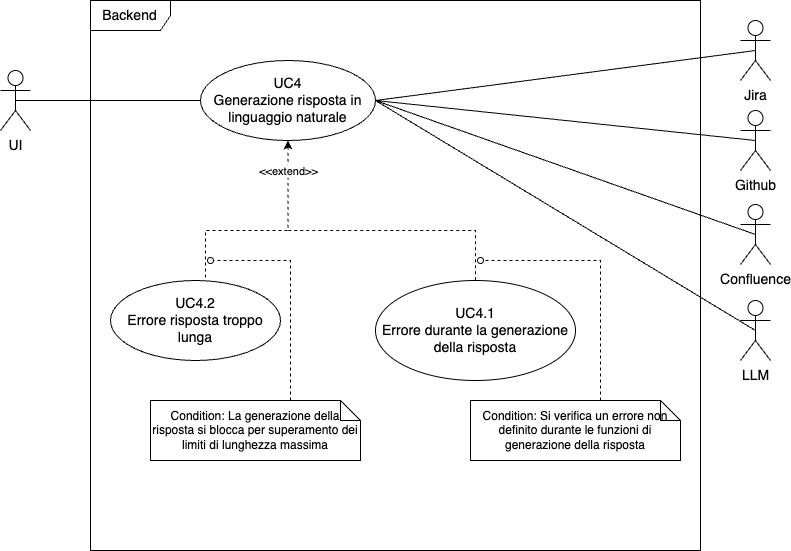 Backend
UC4
Generazione risposta in
linguaggio naturale
UI
Jira
Github
Confluence
LLM
<<extend>>
UC4.2
Errore risposta troppo
lunga
UC4.1
Errore durante la generazione
della risposta
Condition: La generazione della
risposta si blocca per superamento dei
limiti di lunghezza massima
Condition: Si verifica un errore non
definito durante le funzioni di
generazione della risposta